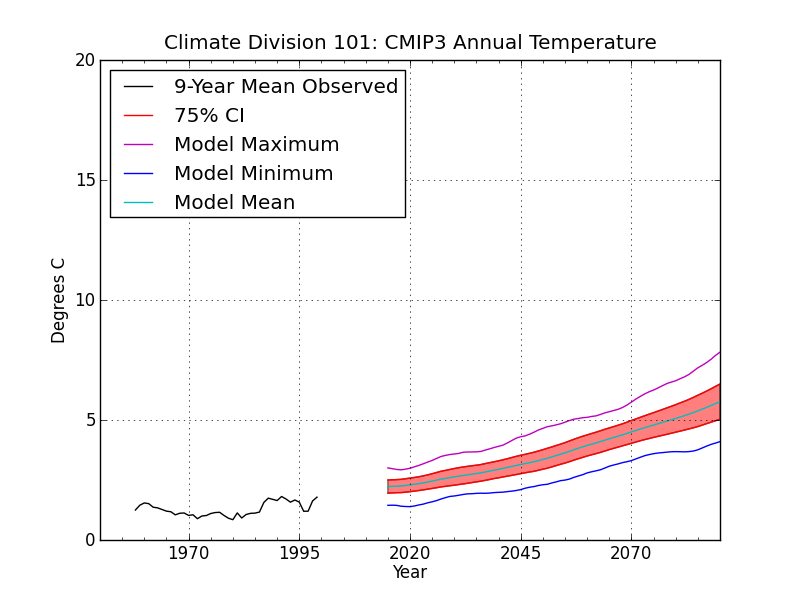 Climate Division 101: CMIP3 Annual Temperature
20
15
10
5
0
Degrees C
9-Year Mean Observed
75% CI
Model Maximum
Model Minimum
Model Mean
1970 1995 2020 2045 2070
Year